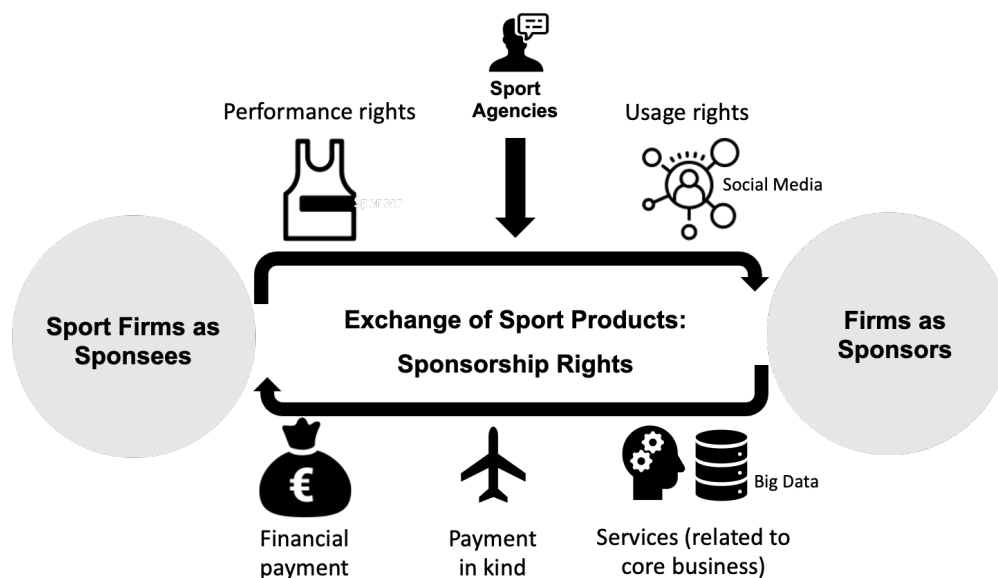 Sport
Agencies
Performance rights
Usage rights
Sponsor
Social Media
Sport Firms as
Sponsees
Exchange of Sport Products:
Sponsorship Rights
Firms as
Sponsors
€
Big Data
Financial
payment
Payment
in kind
Services (related to
core business)